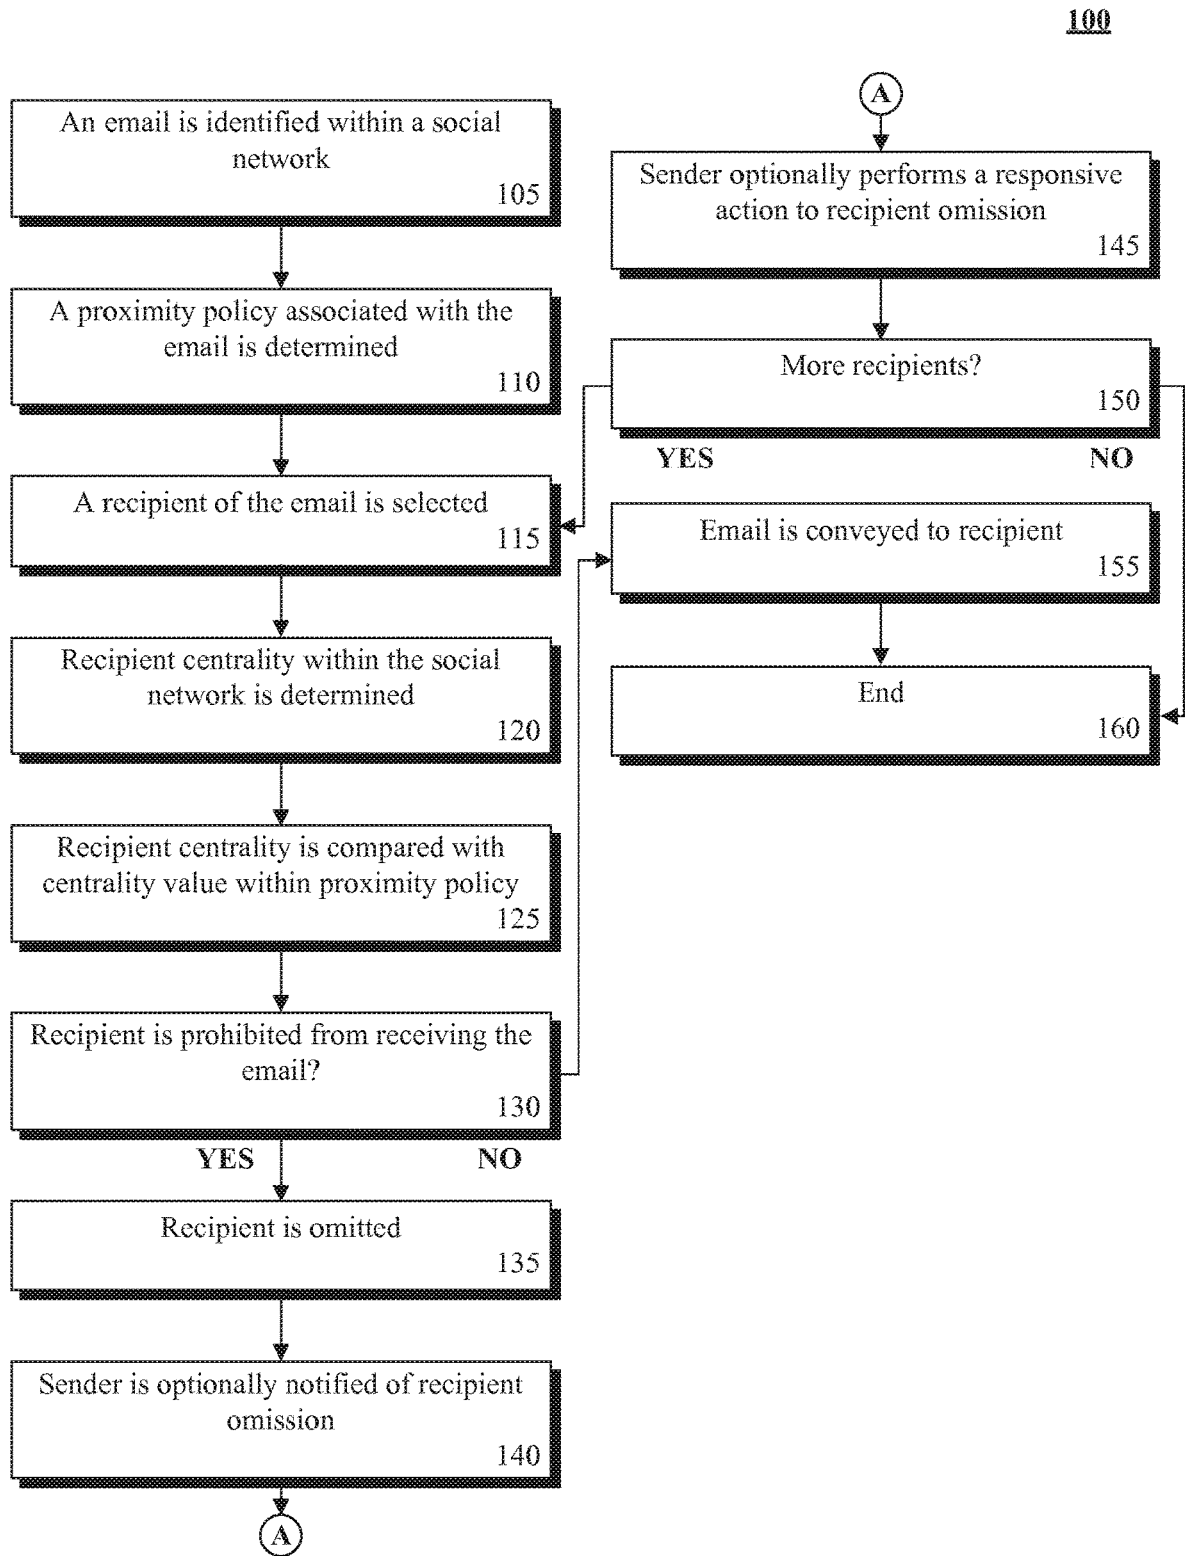 100
An email is identified within a social
network
105
A proximity policy associated with the
email is determined
110
A recipient of the email is selected
115
Recipient centrality within the social
network is determined
120
Recipient centrality is compared with
centrality value within proximity policy
125
Recipient is prohibited from receiving the
email?
130
YES NO
Recipient is omitted
135
Sender is optionally notified of recipient
omission
140
A
A
Sender optionally performs a responsive
action to recipient omission
145
More recipients?
150
YES NO
Email is conveyed to recipient
155
End
160